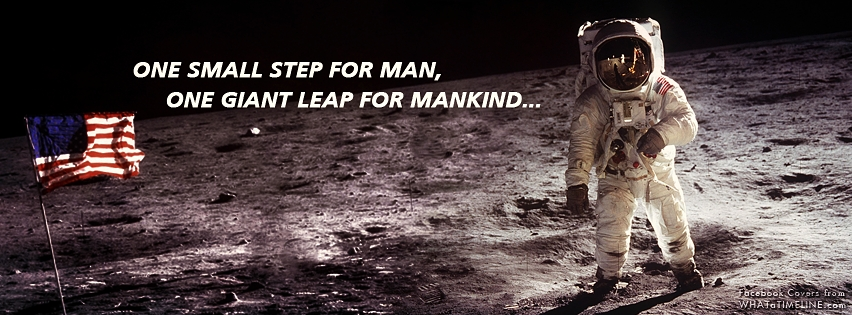 ONE SMALL STEP FOR MAN,
ONE GIANT LEAP FOR MANKIND...
Facebook Covers from
WHATaTIMELINE.com